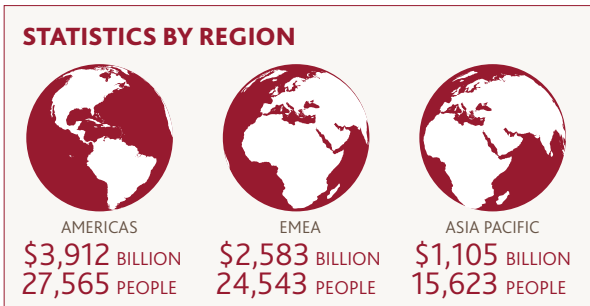 STATISTICS BY REGION
AMERICAS
$3,912 BILLION
27,565 PEOPLE
EMEA
$2,583 BILLION
24,543 PEOPLE
ASIA PACIFIC
$1,105 BILLION
15,623 PEOPLE